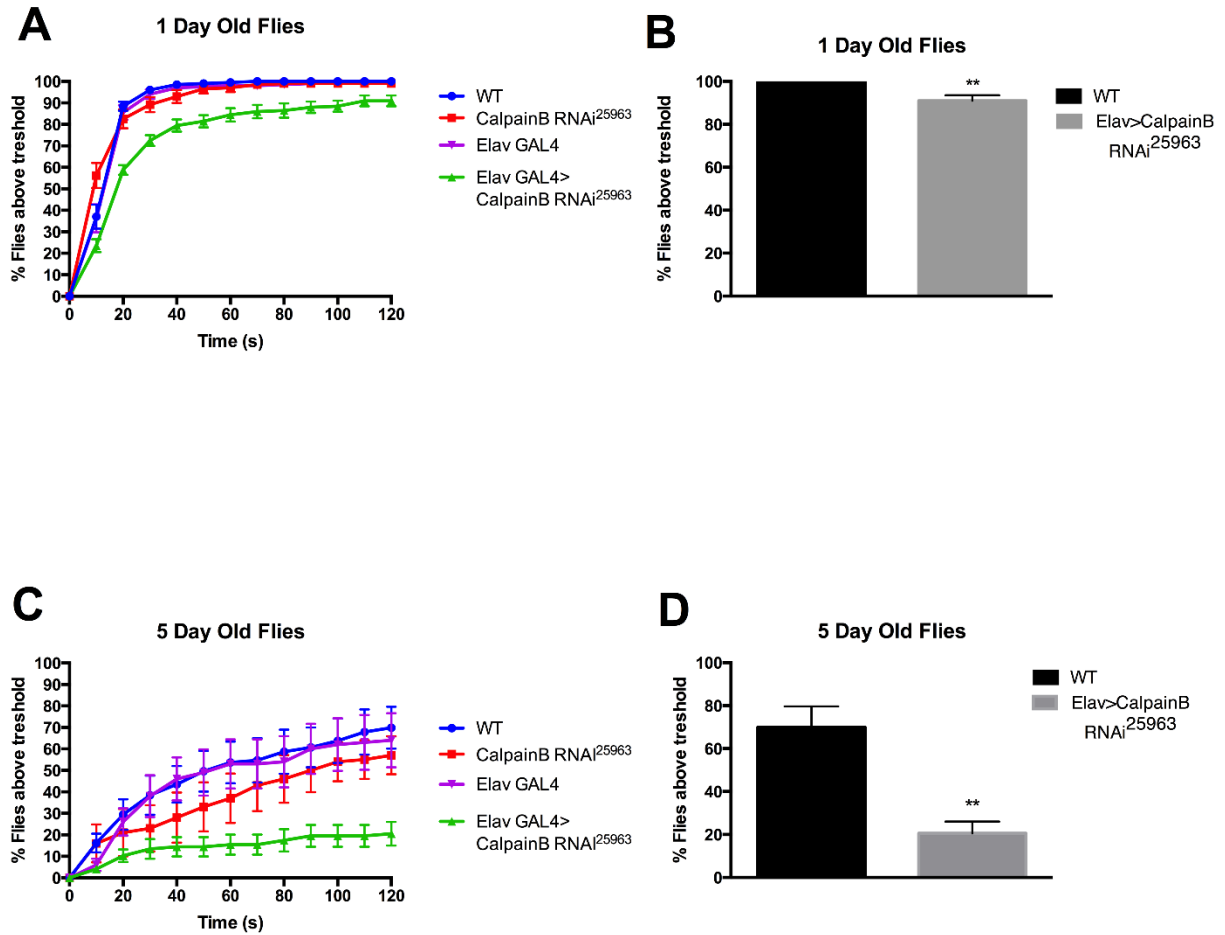 A
1 Day Old Flies
% Flies above treshold
100
90
80
70
60
50
40
30
20
10
0
0 20 40 60 80 100 120
Time (s)
WT
CalpainB RNAi25963
Elav GAL4
Elav GAL4>
CalpainB RNAi25963
B
1 Day Old Flies
% Flies above treshold
100
80
60
40
20
0
**
WT
Elav>CalpainB
RNAi25963
C
5 Day Old Flies
% Flies above treshold
100
90
80
70
60
50
40
30
20
10
0
0 20 40 60 80 100 120
Time (s)
WT
CalpainB RNAi25963
Elav GAL4
Elav GAL4>
CalpainB RNAI25963
D
5 Day Old Flies
% Flies above treshold
100
80
60
40
20
0
**
WT
Elav>CalpainB
RNAi25963